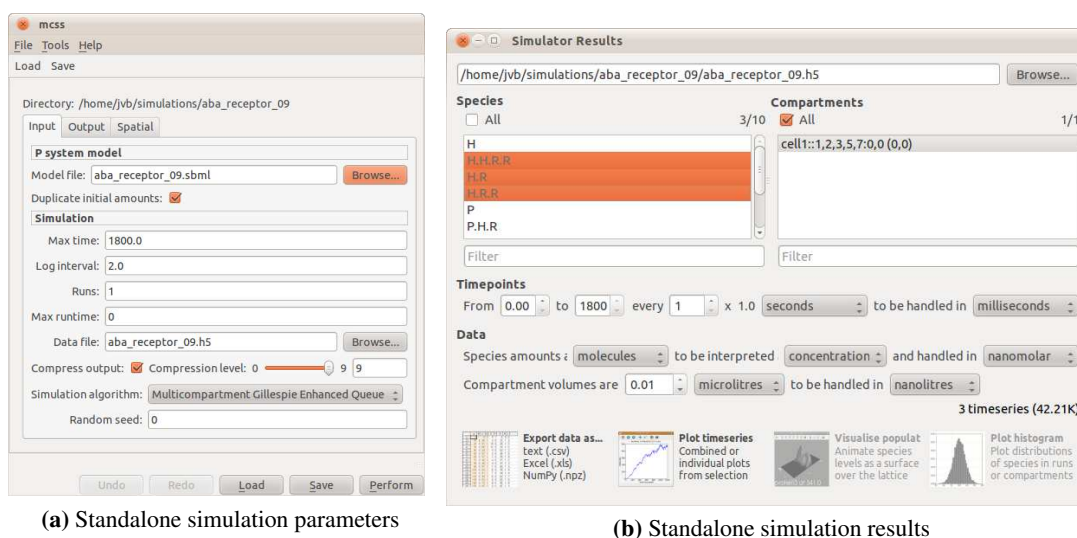 mcss
File Tools Help
Load Save
Directory: /home/jvb/simulations/aba_receptor_09
Input Output Spatial
P system model
Model file: aba_receptor_09.sbml Browse...
Duplicate initial amounts:
Simulation
Max time: 1800.0
Log interval: 2.0
Runs: 1
Max runtime: 0
Data file: aba_receptor_09.h5 Browse...
Compress output: Compression level: 0 9 9
Simulation algorithm: Multicompartment Gillespie Enhanced Queue
Random seed: 0
Undo Redo Load Save Perform
(a) Standalone simulation parameters
Simulator Results
/home/jvb/simulations/aba_receptor_09/aba_receptor_09.h5 Browse...
Species Compartments
All 3/10 All 1/1
H cell1::1,2,3,5,7:0,0 (0,0)
H.H.R.R
H.R
H.R.R
P
P.H.R
Filter Filter
Timepoints
From 0.00 to 1800 every 1 x 1.0 seconds to be handled in milliseconds
Data
Species amounts a molecules to be interpreted concentration and handled in nanomolar
Compartment volumes are 0.01 microlitres to be handled in nanolitres
3 timeseries (42.21K)
Export data as...
text (.csv)
Excel (.xls)
NumPy (.npz)
Plot timeseries
Combined or
individual plots
from selection
Visualise populat
Animate species
levels as a surface
over the lattice
Plot histogram
Plot distributions
of species in runs
or compartments
(b) Standalone simulation results